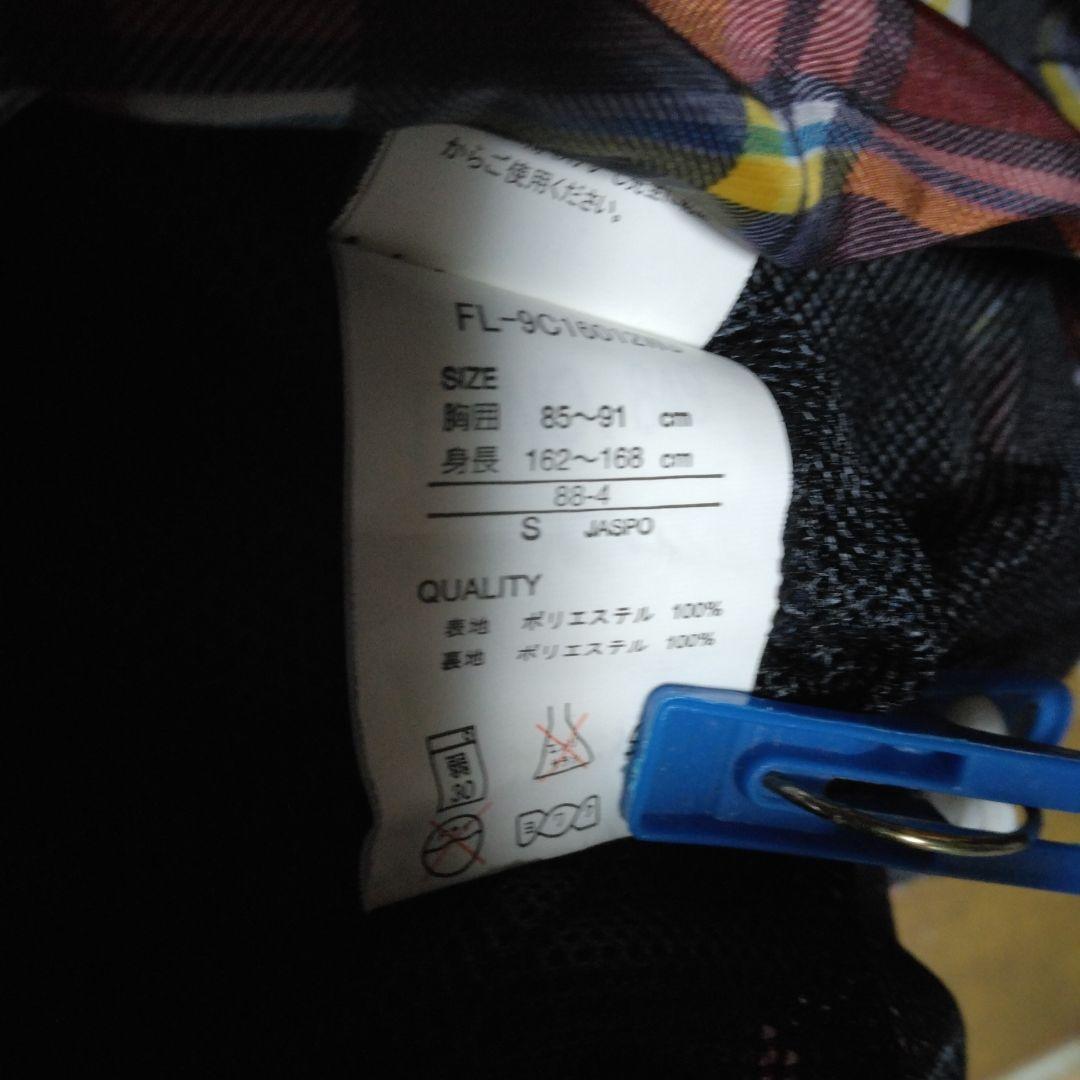 からご使用ください。
SIZE
胸囲 85～91 cm
身長 162～168 cm
88-4
S JASPO
QUALITY
表地 ポリエステル 100%
裏地 ポリエステル 100%
弱
30